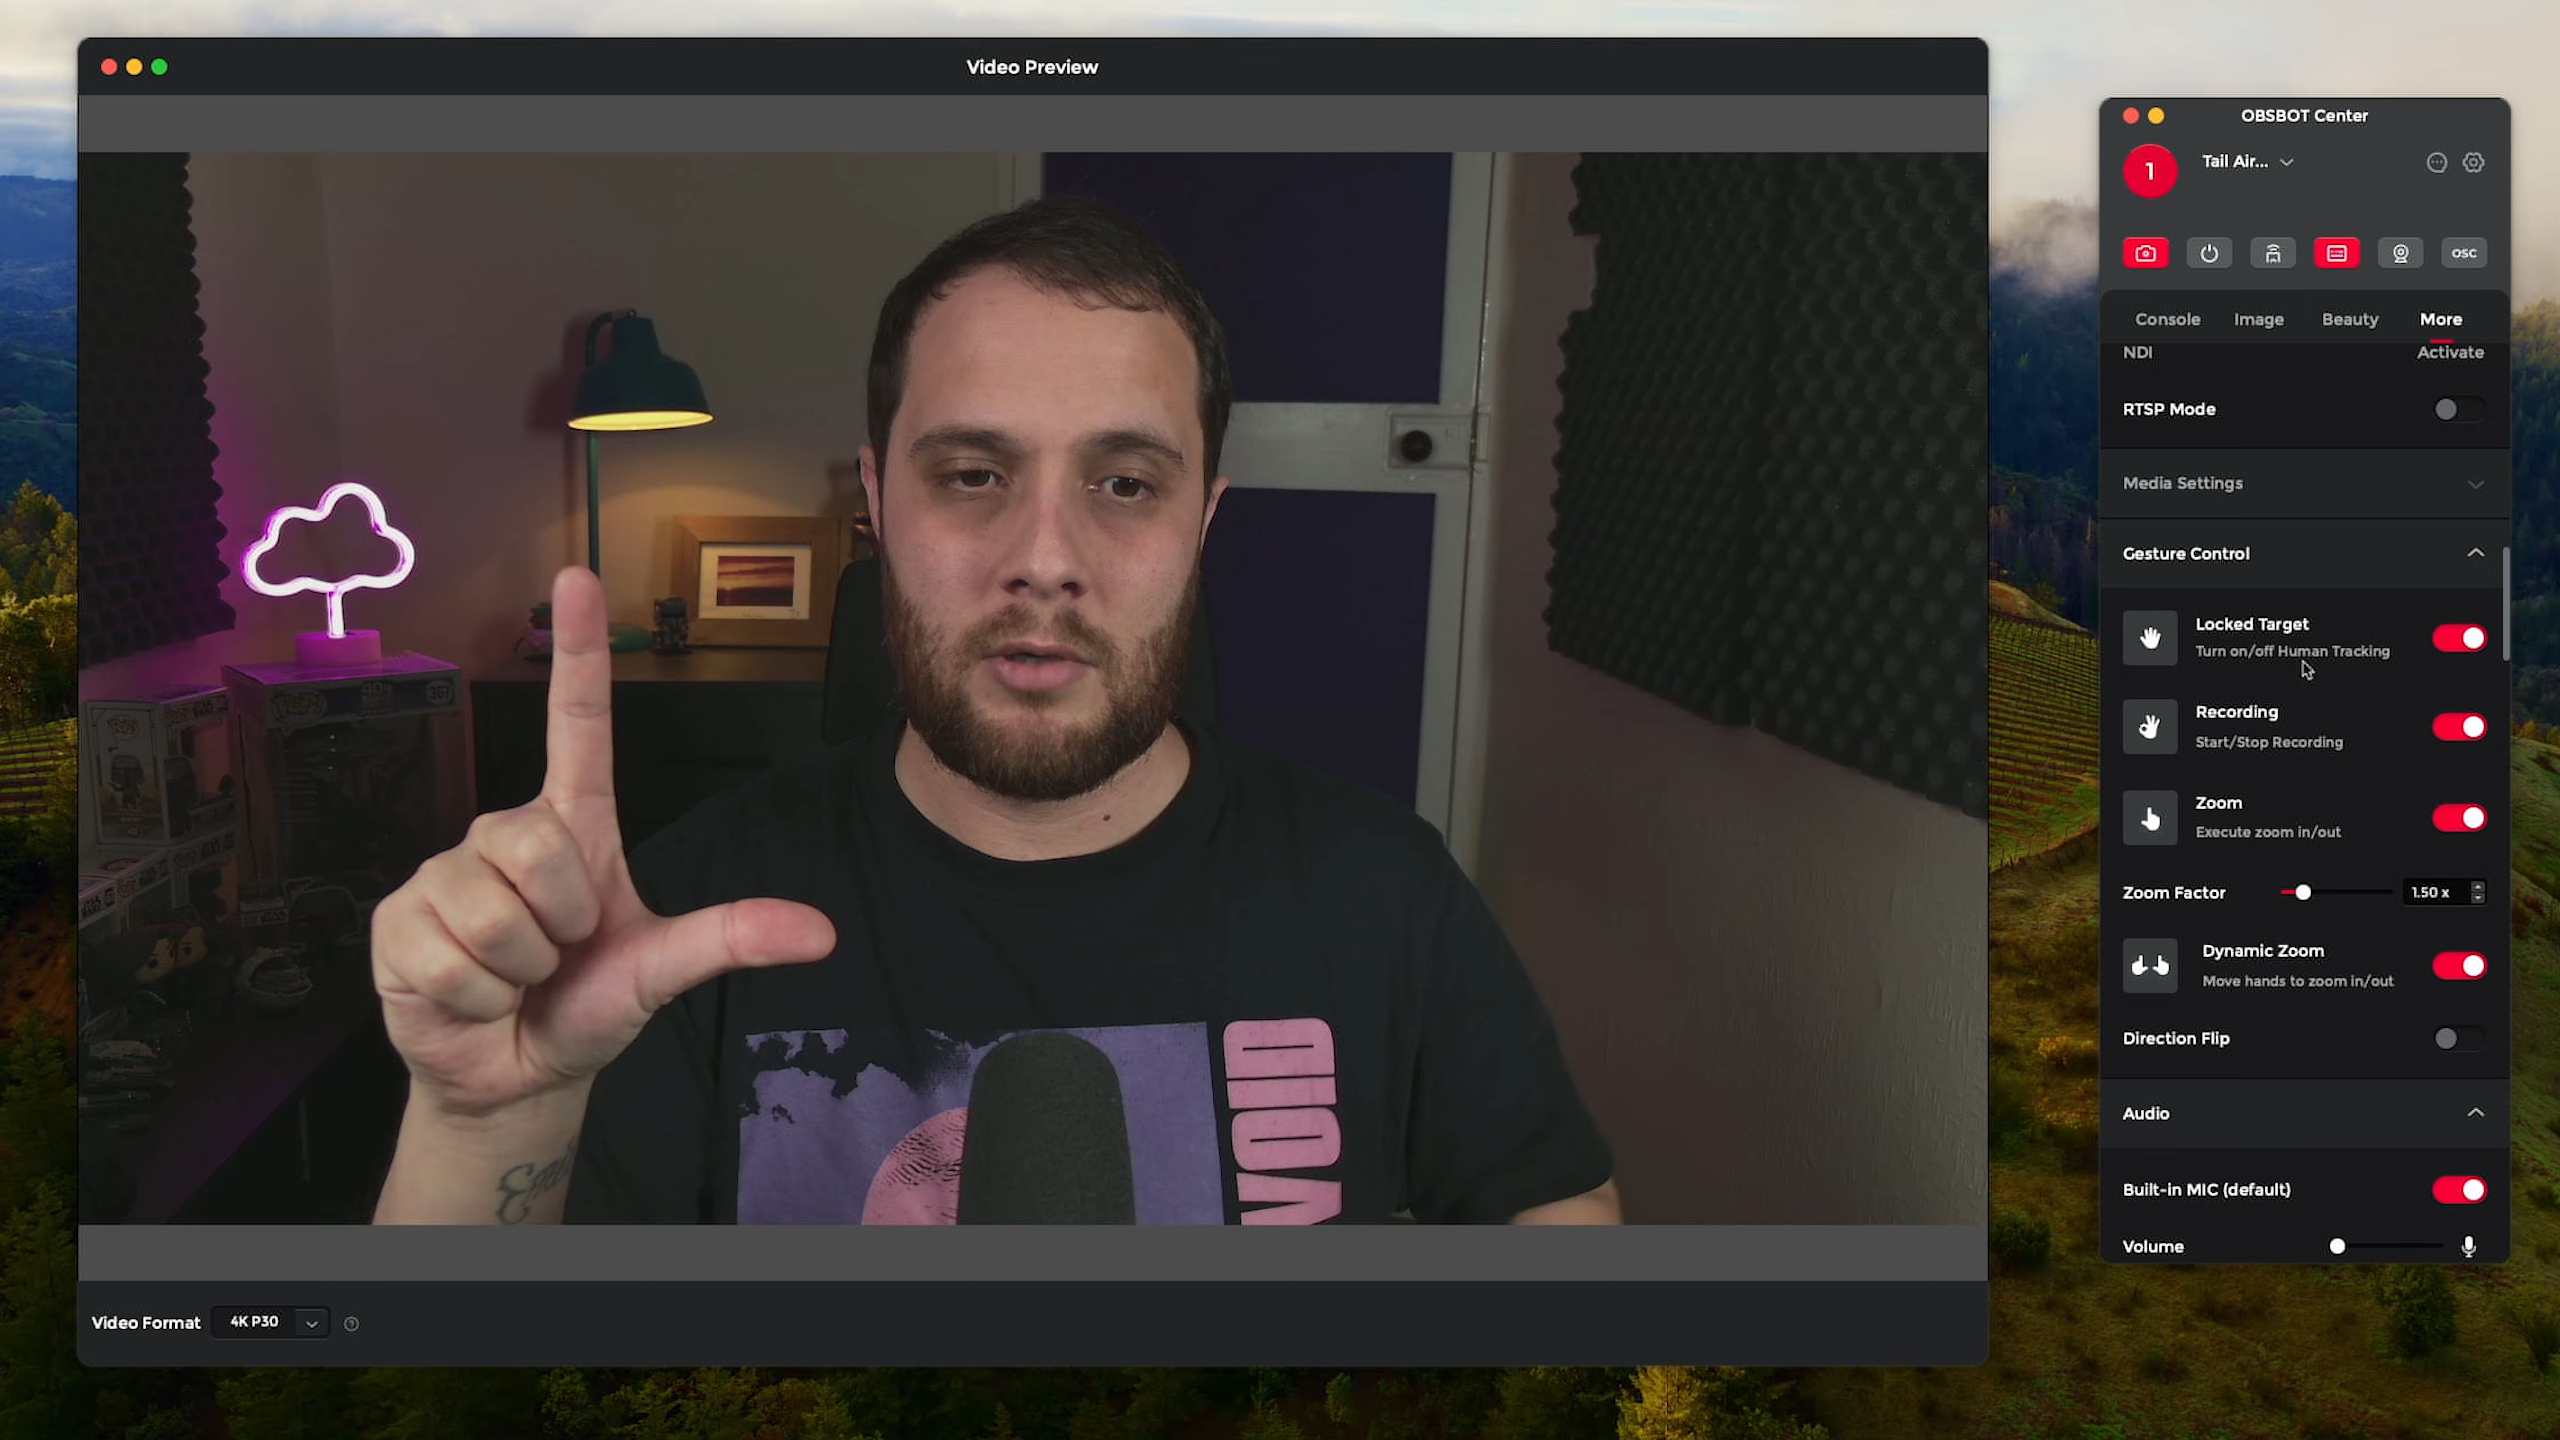 Video Preview
OBSBOT Center
1
Tail Air...
OSC
Console Image Beauty More
NDI Activate
RTSP Mode
Media Settings
Gesture Control
Locked Target
Turn on/off Human Tracking
Recording
Start/Stop Recording
Zoom
Execute zoom in/out
Zoom Factor 1.50 x
Dynamic Zoom
Move hands to zoom in/out
Direction Flip
Audio
Built-in MIC (default)
Volume
VOID
367
Video Format 4K P30